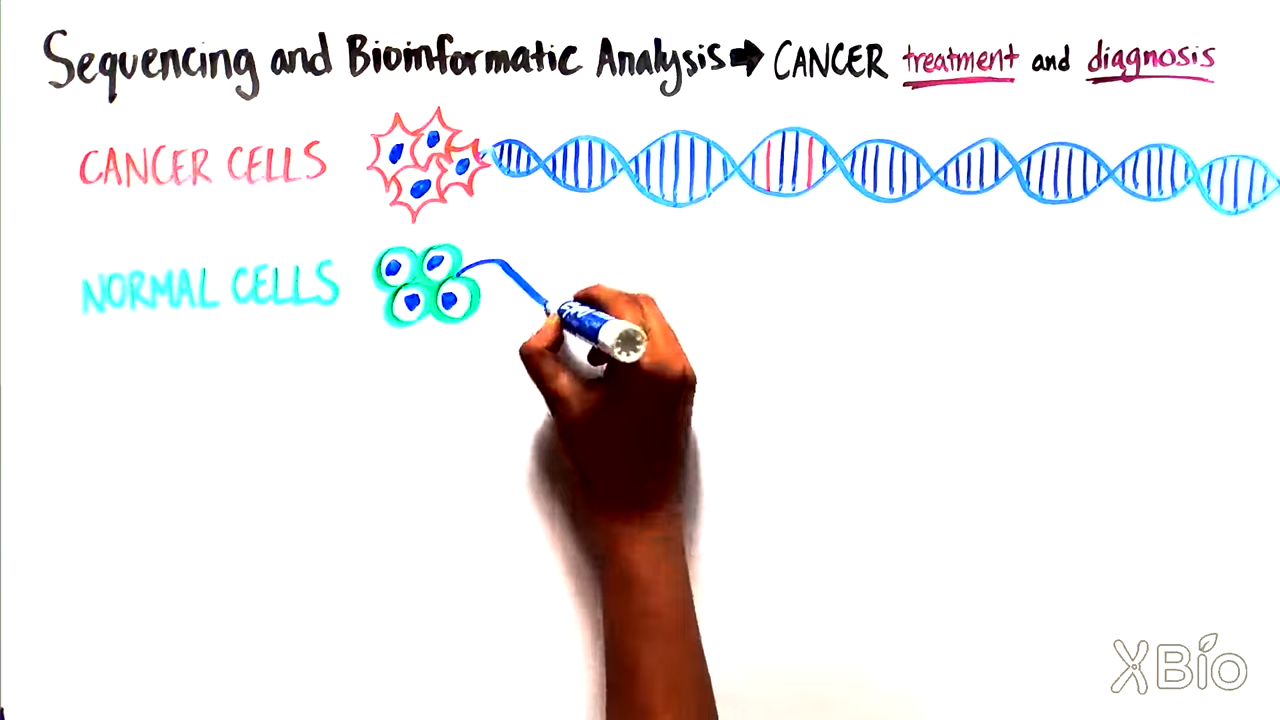 Sequencing and Bioinformatic Analysis➡CANCER treatment and diagnosis
CANCER CELLS
NORMAL CELLS
XBio